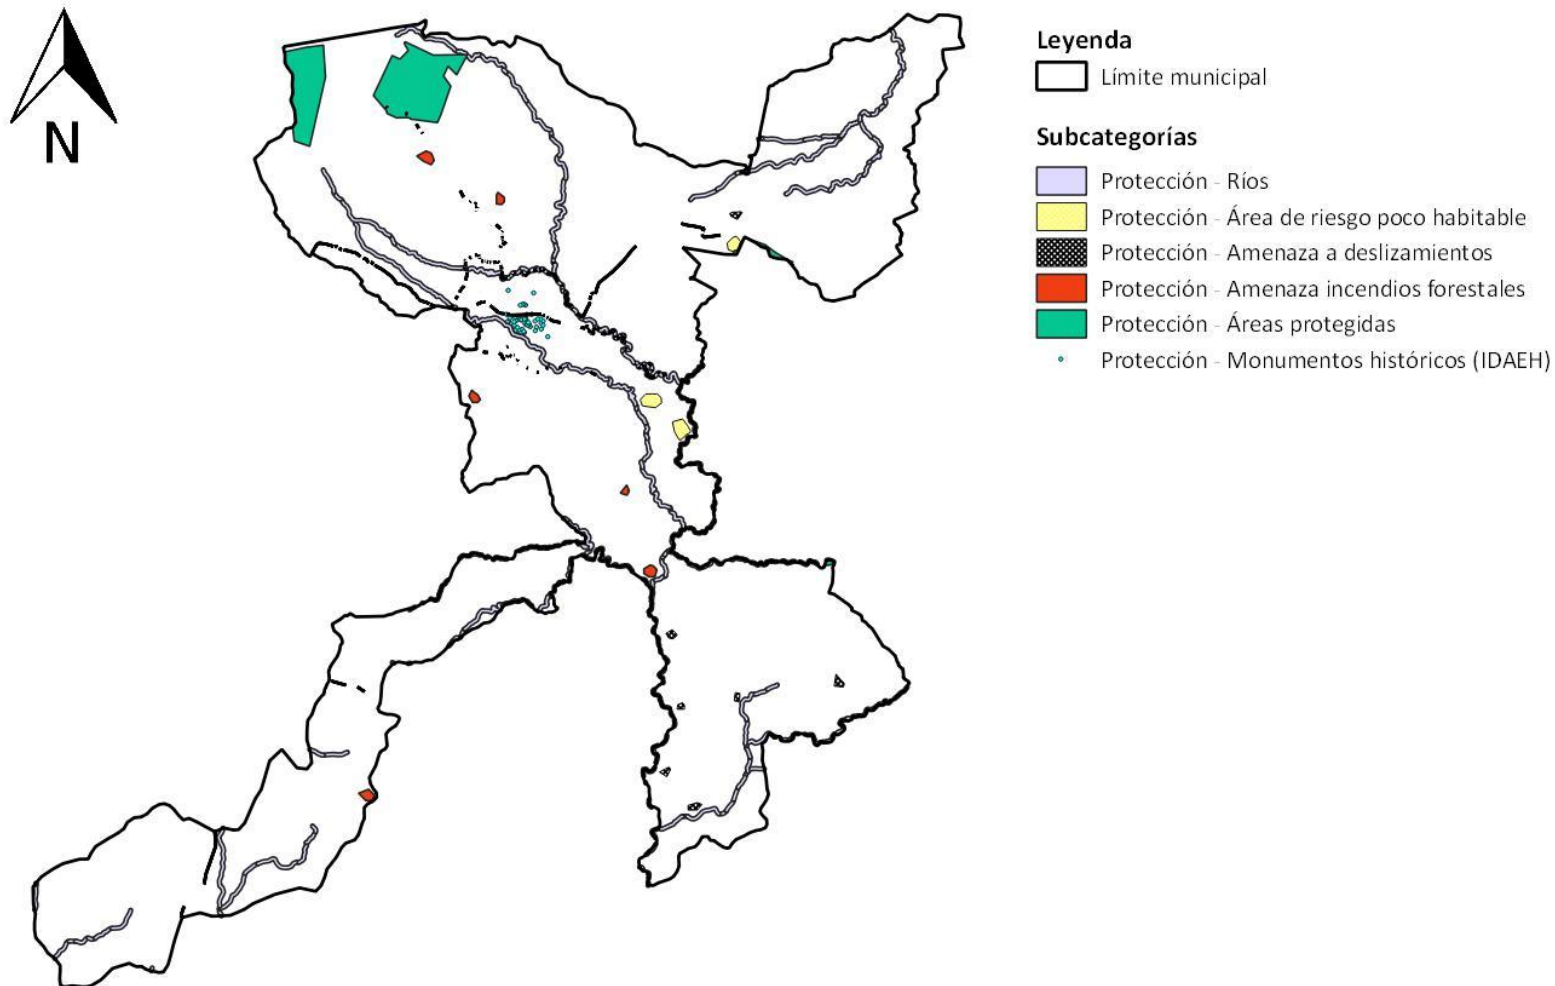 N
Leyenda
Límite municipal
Subcategorías
Protección - Ríos
Protección - Área de riesgo poco habitable
Protección - Amenaza a deslizamientos
Protección - Amenaza incendios forestales
Protección - Áreas protegidas
Protección - Monumentos históricos (IDAEH)